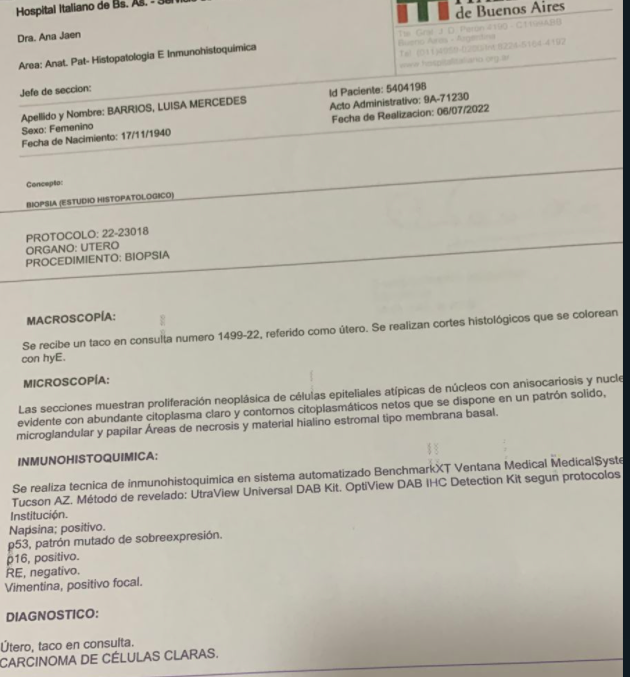 Hospital Italiano de Bs. As. -
de Buenos Aires
Dra. Ana Jaen
Area: Anat. Pat- Histopatologia E Inmunohistoquimica
Jefe de seccion:
Apellido y Nombre: BARRIOS, LUISA MERCEDES
Sexo: Femenino
Fecha de Nacimiento: 17/11/1940
Id Paciente: 5404198
Acto Administrativo: 9A-71230
Fecha de Realizacion: 06/07/2022
Concepto:
BIOPSIA (ESTUDIO HISTOPATOLOGICO)
PROTOCOLO: 22-23018
ORGANO: UTERO
PROCEDIMIENTO: BIOPSIA
MACROSCOPÍA:
Se recibe un taco en consulta numero 1499-22, referido como útero. Se realizan cortes histológicos que se colorean
con hyE.
MICROSCOPÍA:
Las secciones muestran proliferación neoplásica de células epiteliales atípicas de núcleos con anisocariosis y nucle
evidente con abundante citoplasma claro y contornos citoplasmáticos netos que se dispone en un patrón solido,
microglandular y papilar Áreas de necrosis y material hialino estromal tipo membrana basal.
INMUNOHISTOQUIMICA:
Se realiza tecnica de inmunohistoquimica en sistema automatizado BenchmarkXT Ventana Medical MedicalSyste
Tucson AZ. Método de revelado: UtraView Universal DAB Kit. OptiView DAB IHC Detection Kit segun protocolos
Institución.
Napsina; positivo.
p53, patrón mutado de sobreexpresión.
p16, positivo.
RE, negativo.
Vimentina, positivo focal.
DIAGNOSTICO:
Útero, taco en consulta.
CARCINOMA DE CÉLULAS CLARAS.